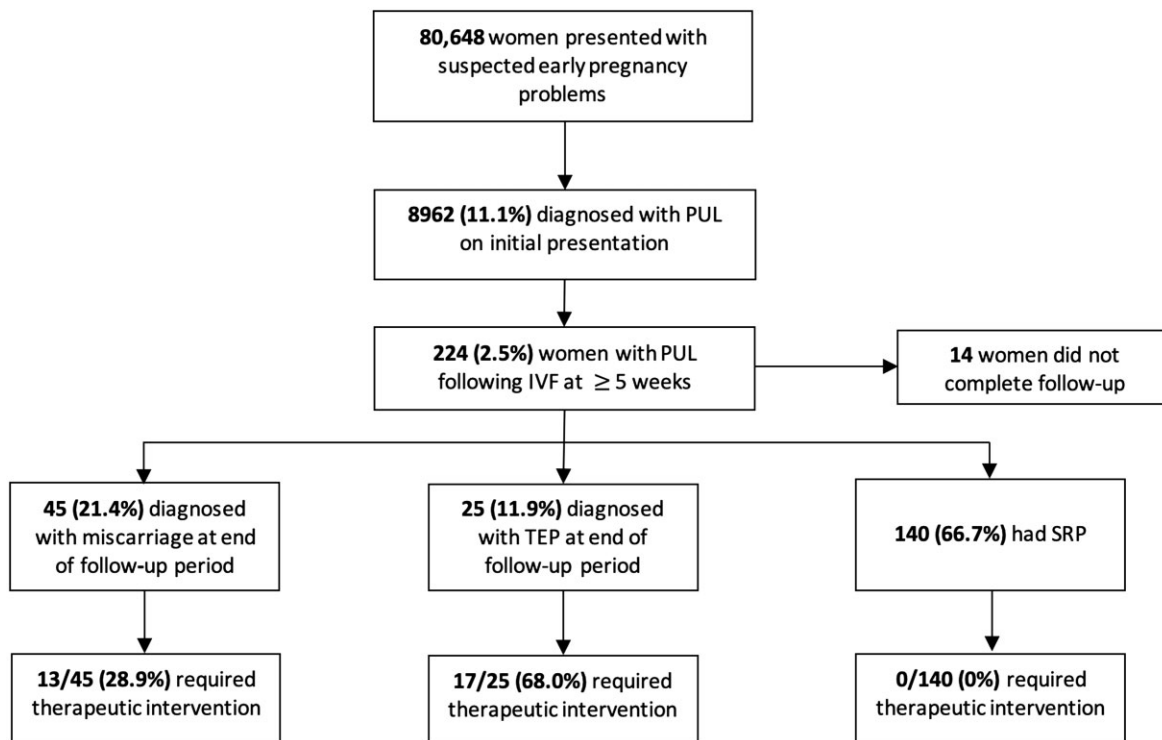 80,648 women presented with
suspected early pregnancy
problems
8962 (11.1%) diagnosed with PUL
on initial presentation
224 (2.5%) women with PUL
following IVF at ≥ 5 weeks
14 women did not
complete follow-up
45 (21.4%) diagnosed
with miscarriage at end
of follow-up period
25 (11.9%) diagnosed
with TEP at end of
follow-up period
140 (66.7%) had SRP
13/45 (28.9%) required
therapeutic intervention
17/25 (68.0%) required
therapeutic intervention
0/140 (0%) required
therapeutic intervention